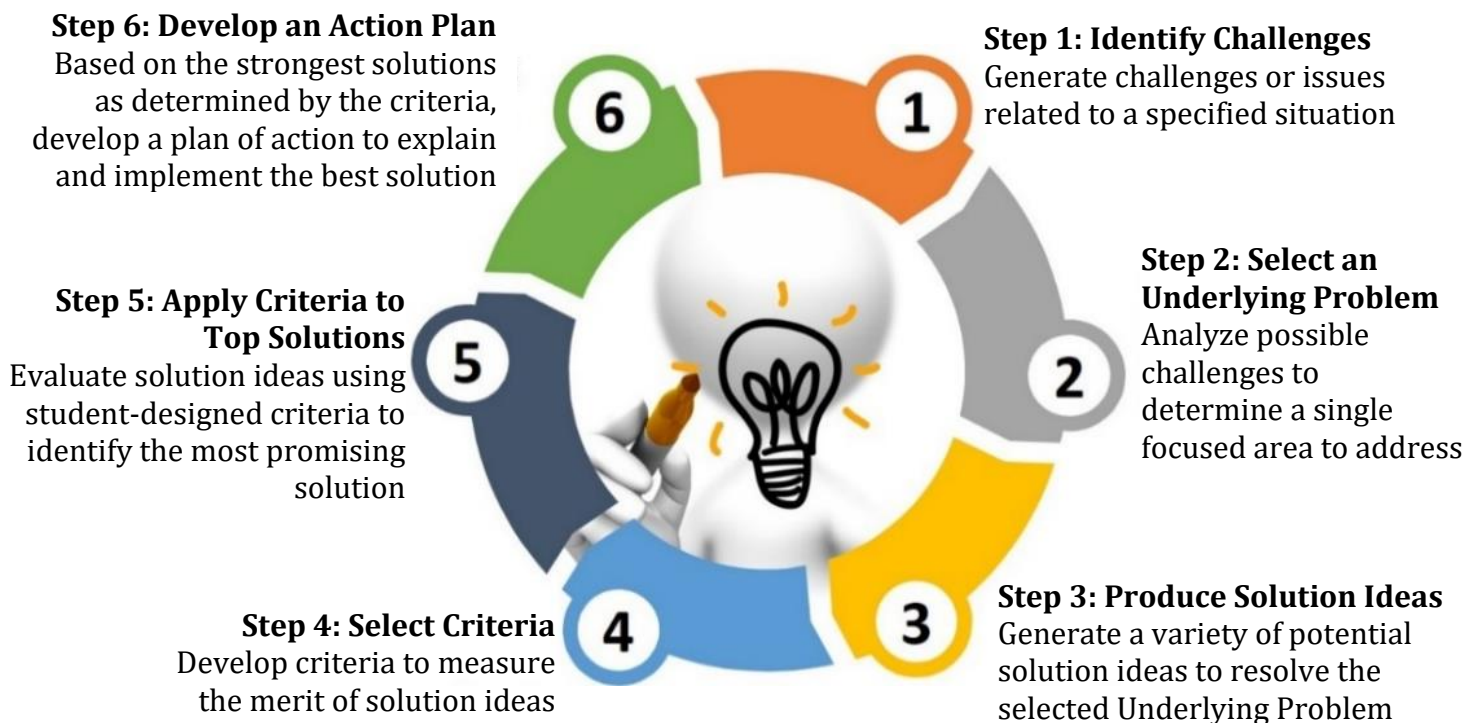 Step 1: Identify Challenges
Generate challenges or issues
related to a specified situation
1
Step 2: Select an
Underlying Problem
Analyze possible
challenges to
determine a single
focused area to address
2
Step 3: Produce Solution Ideas
Generate a variety of potential
solution ideas to resolve the
selected Underlying Problem
3
Step 4: Select Criteria
Develop criteria to measure
the merit of solution ideas
4
Step 5: Apply Criteria to
Top Solutions
Evaluate solution ideas using
student-designed criteria to
identify the most promising
solution
5
Step 6: Develop an Action Plan
Based on the strongest solutions
as determined by the criteria,
develop a plan of action to explain
and implement the best solution
6